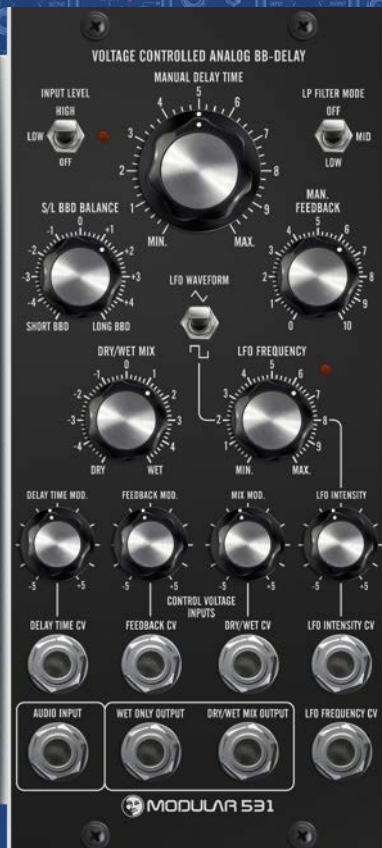 VOLTAGE CONTROLLED ANALOG BB-DELAY
MANUAL DELAY TIME
INPUT LEVEL
HIGH
LOW
OFF
1 2 3 4 5 6 7 8 9
MIN. MAX.
LP FILTER MODE
OFF
MID
LOW
S/L BBD BALANCE
-4 -3 -2 -1 0 +1 +2 +3 +4
SHORT BBD LONG BBD
MAN.
FEEDBACK
0 1 2 3 4 5 6 7 8 9 10
LFO WAVEFORM
DRY/WET MIX
-4 -3 -2 -1 0 1 2 3 4
DRY WET
LFO FREQUENCY
1 2 3 4 5 6 7 8 9
MIN. MAX.
DELAY TIME MOD. FEEDBACK MOD. MIX MOD. LFO INTENSITY
-5 +5 -5 +5 -5 +5 -5 +5
CONTROL VOLTAGE
INPUTS
DELAY TIME CV FEEDBACK CV DRY/WET CV LFO INTENSITY CV
AUDIO INPUT WET ONLY OUTPUT DRY/WET MIX OUTPUT LFO FREQUENCY CV
MODULAR 531